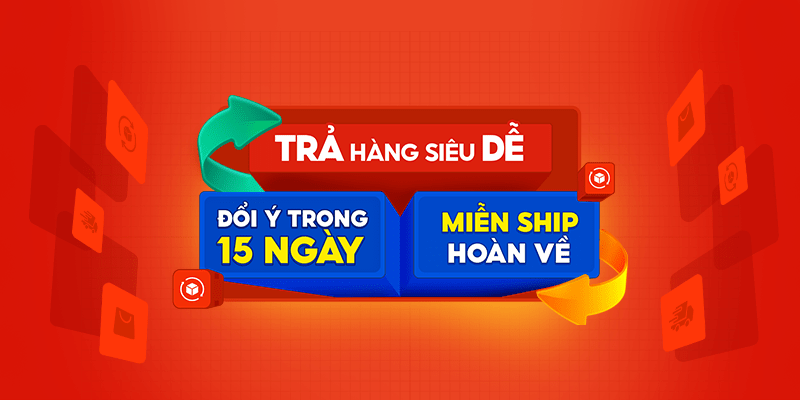 TRẢ HÀNG SIÊU DỄ
ĐỔI Ý TRONG
15 NGÀY
MIỄN SHIP
HOÀN VỀ